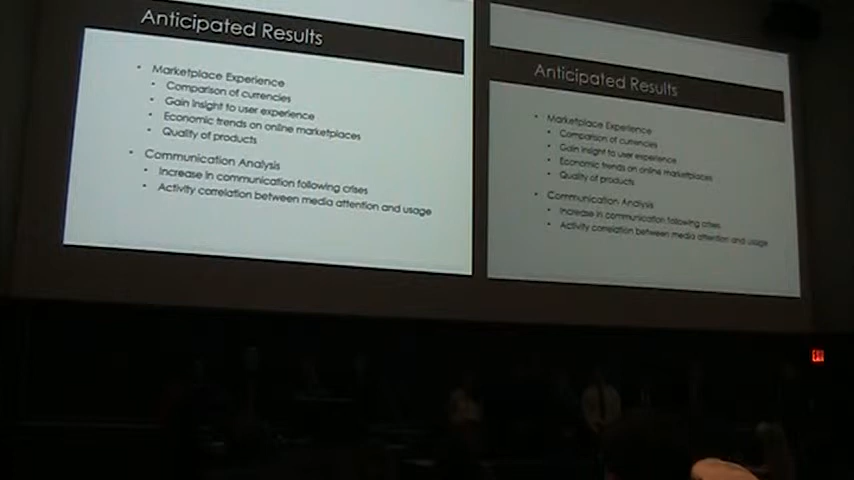 Anticipated Results
• Marketplace Experience
• Comparison of currencies
• Gain insight to user experience
• Economic trends on online marketplaces
• Quality of products
• Communication Analysis
• Increase in communication following crises
• Activity correlation between media attention and usage
Anticipated Results
• Marketplace Experience
• Comparison of currencies
• Gain insight to user experience
• Economic trends on online marketplaces
• Quality of products
• Communication Analysis
• Increase in communication following crises
• Activity correlation between media attention and usage